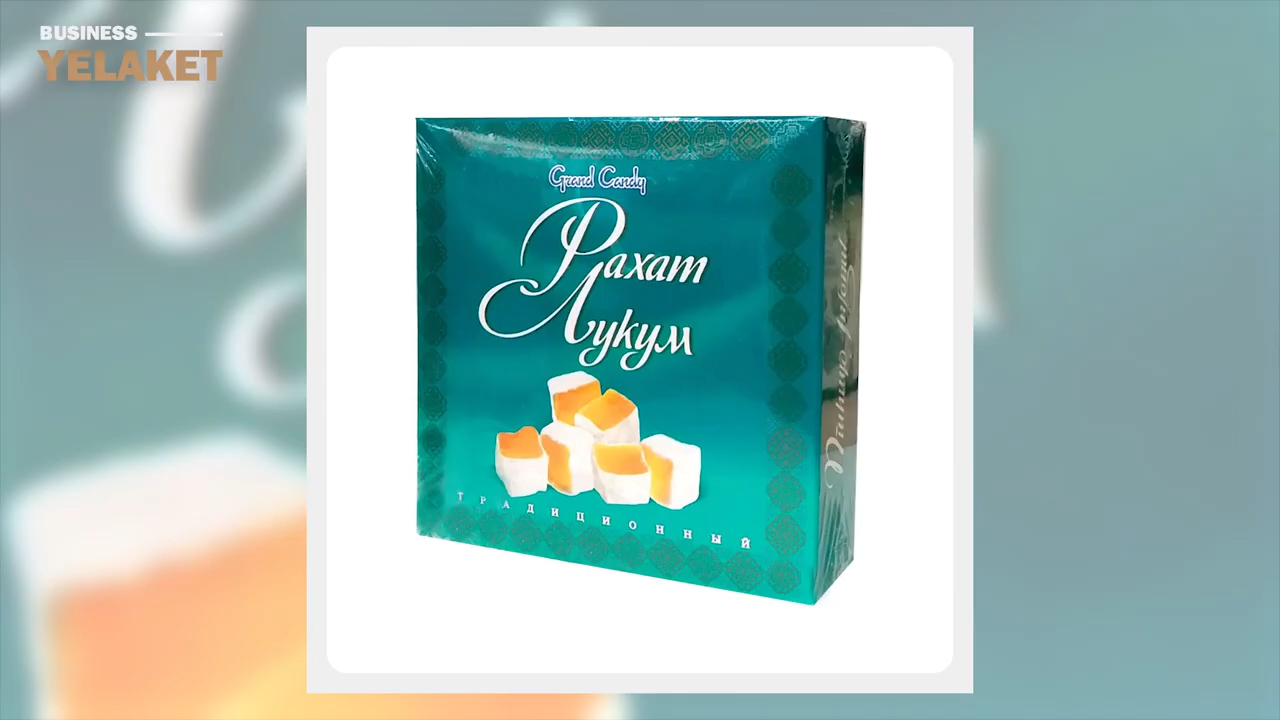 BUSINESS
YELAKET
Grand Candy
Рахат
Лукум
ТРАДИЦИОННЫЙ